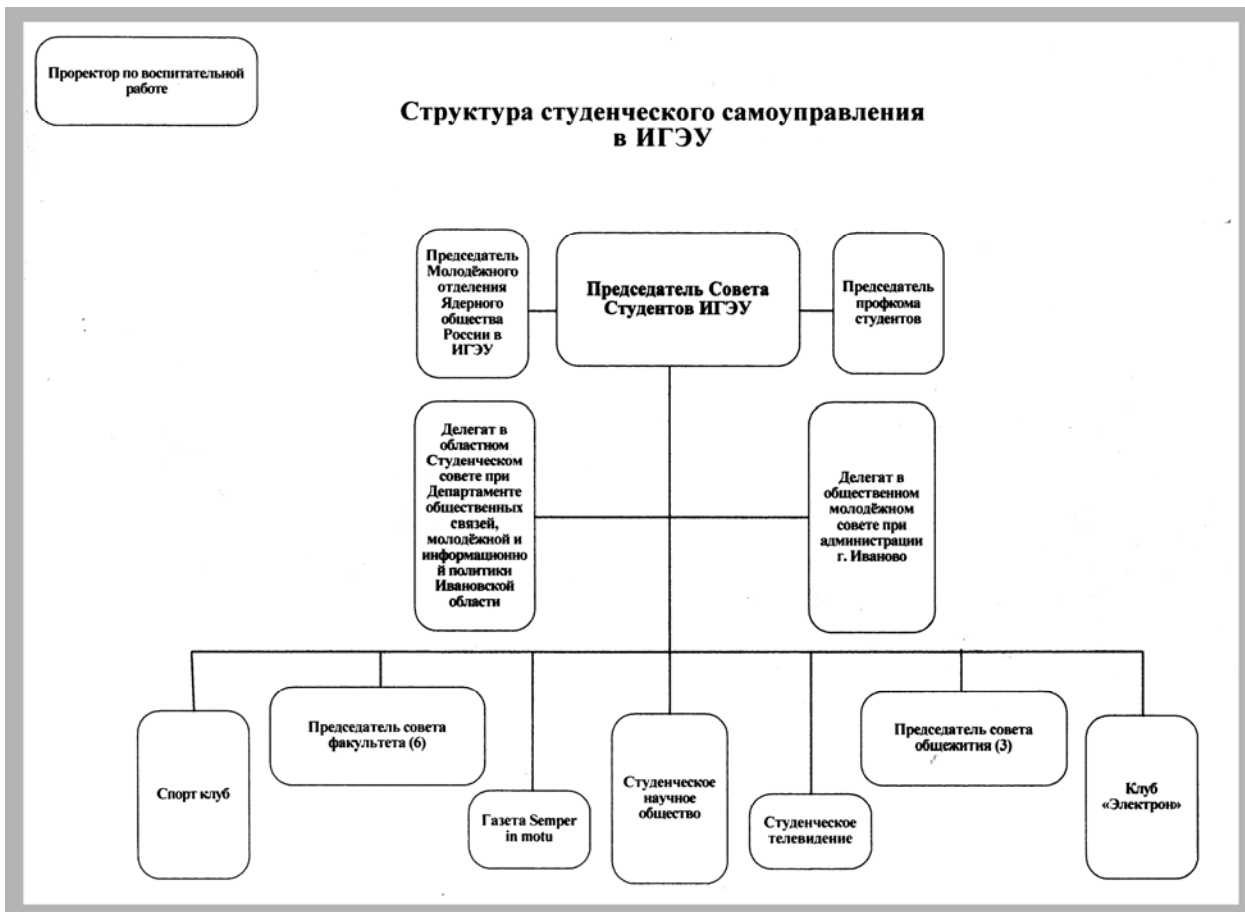 Проректор по воспитательной
работе
Структура студенческого самоуправления
в ИГЭУ
Председатель
Молодёжного
отделения
Ядерного
общества
России в
ИГЭУ
Председатель Совета
Студентов ИГЭУ
Председатель
профкома
студентов
Делегат в
областном
Студенческом
совете при
Департаменте
общественных
связей,
молодёжной и
информационно
й политики
Ивановской
области
Делегат в
общественном
молодёжном
совете при
администрации
г. Иваново
Спорт клуб
Председатель совета
факультета (6)
Газета Semper
in motu
Студенческое
научное
общество
Студенческое
телевидение
Председатель совета
общежития (3)
Клуб
«Электрон»